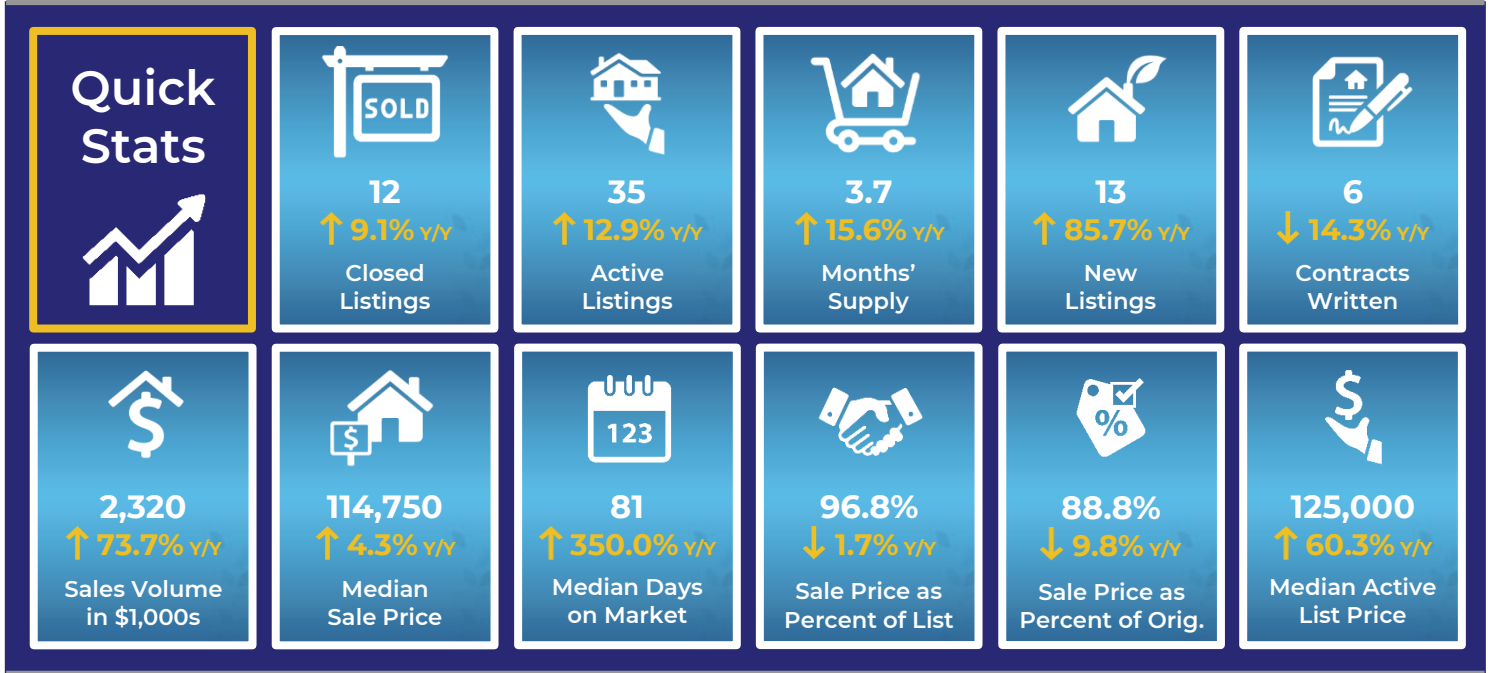 Quick
Stats
SOLD
12
↑ 9.1% Y/Y
Closed
Listings
35
↑ 12.9% Y/Y
Active
Listings
3.7
↑ 15.6% Y/Y
Months’
Supply
13
↑ 85.7% Y/Y
New
Listings
6
↓ 14.3% Y/Y
Contracts
Written
$
2,320
↑ 73.7% Y/Y
Sales Volume
in $1,000s
$
114,750
↑ 4.3% Y/Y
Median
Sale Price
123
81
↑ 350.0% Y/Y
Median Days
on Market
96.8%
↓ 1.7% Y/Y
Sale Price as
Percent of List
%
88.8%
↓ 9.8% Y/Y
Sale Price as
Percent of Orig.
$
125,000
↑ 60.3% Y/Y
Median Active
List Price